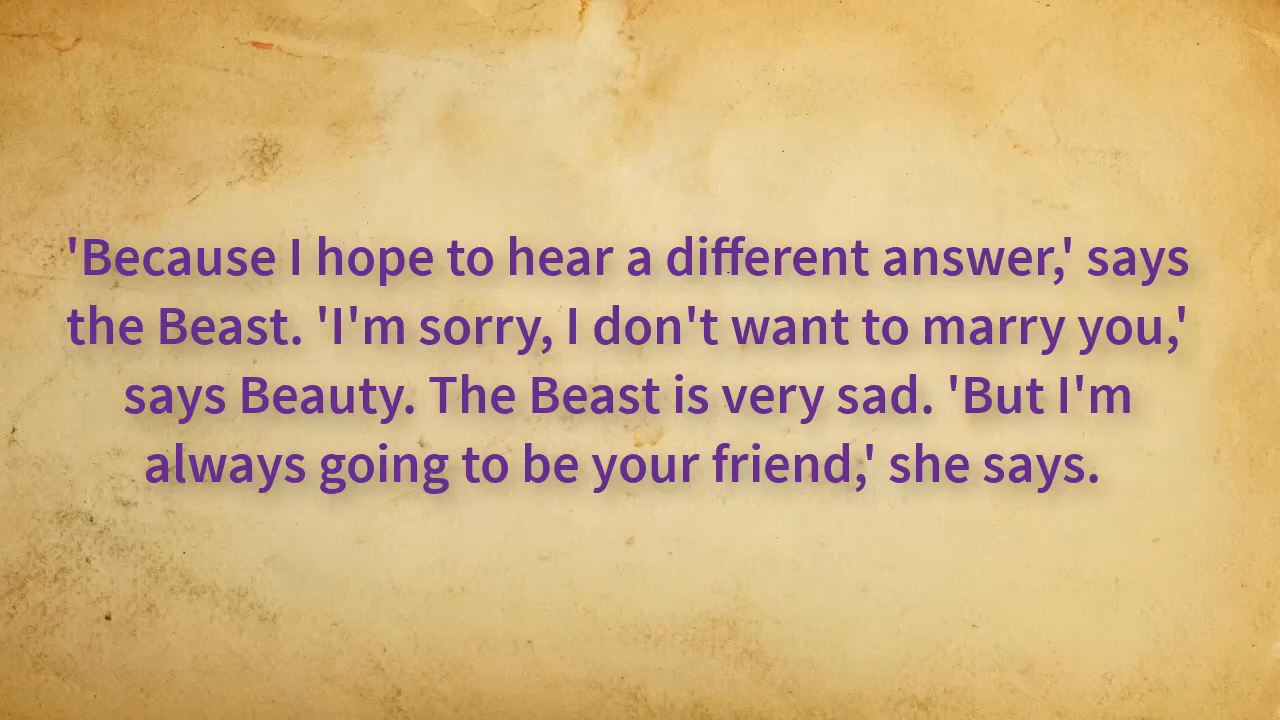 'Because I hope to hear a different answer,' says
the Beast. 'I'm sorry, I don't want to marry you,'
says Beauty. The Beast is very sad. 'But I'm
always going to be your friend,' she says.